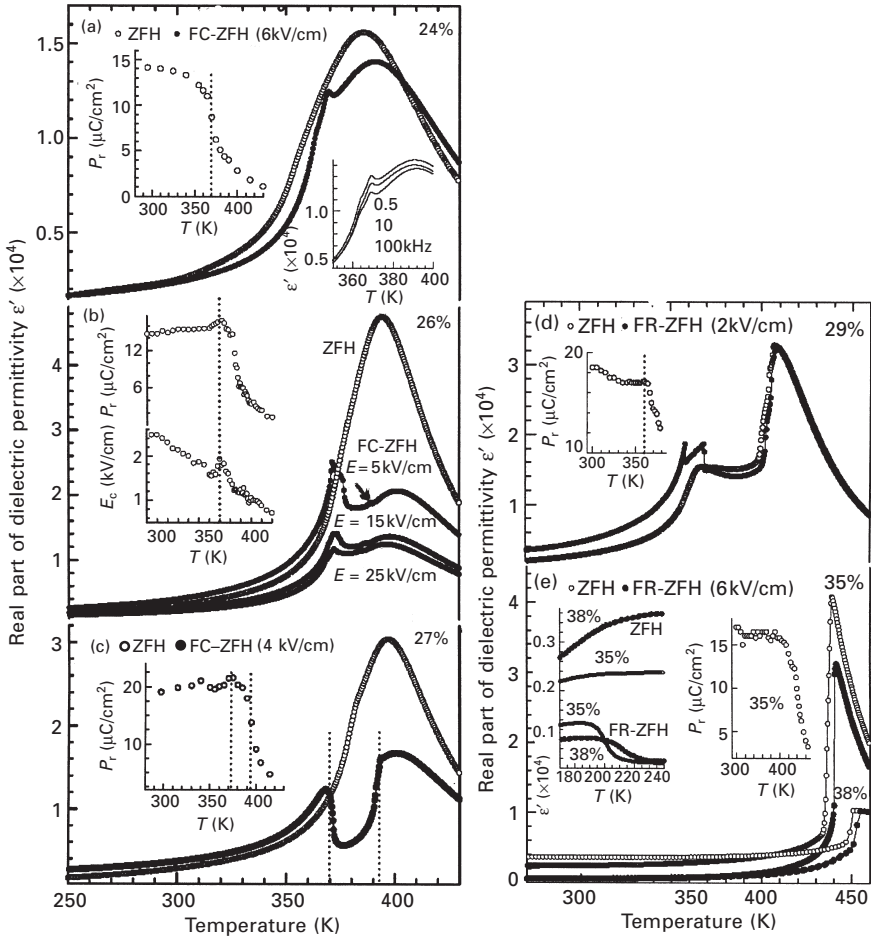 (a) ○ ZFH ● FC-ZFH (6kV/cm) 24%
1.5
1.0
0.5
15
10
5
0
Pr (µC/cm²)
300 350 400
T (K)
1.0
0.5
ε′ (×10⁴)
0.5
10
100kHz
360 380 400
T (K)
(b) 26%
ZFH
FC-ZFH
E = 5kV/cm
E = 15kV/cm
E = 25kV/cm
4
3
2
1
12
6
2
1
Ec (kV/cm) Pr (µC/cm²)
300 350 400
T (K)
(c) ○ ZFH ● FC–ZFH (4 kV/cm) 27%
3
2
1
20
10
Pr (µC/cm²)
300 350 400
T (K)
250 300 350 400
Temperature (K)
Real part of dielectric permittivity ε′ (×10⁴)
(d) ○ ZFH ● FR-ZFH (2kV/cm) 29%
3
2
1
20
10
Pr (µC/cm²)
300 350
T (K)
(e) ○ ZFH ● FR-ZFH (6kV/cm)
35%
38%
4
3
2
1
0
38%
ZFH
35%
35%
FR-ZFH
38%
0.3
0.2
0.1
ε′ (×10⁴)
180 200 220 240
T (K)
15
10
5
Pr (µC/cm²)
35%
300 350 400
T (K)
300 350 400 450
Temperature (K)
Real part of dielectric permittivity ε′ (×10⁴)